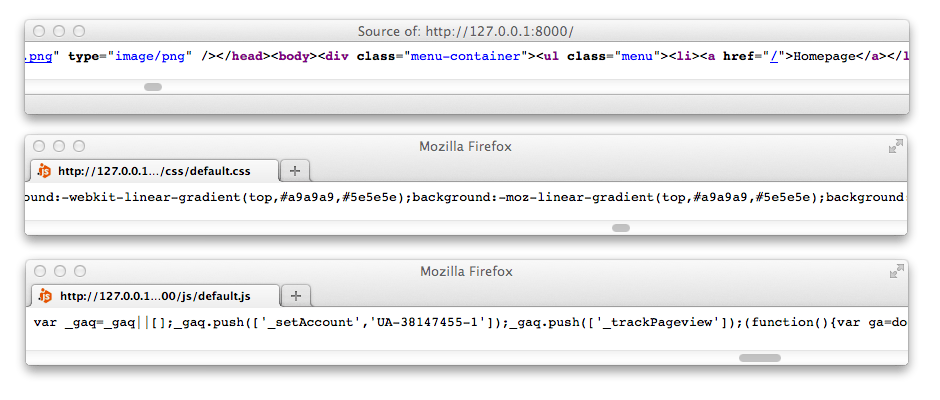 Source of: http://127.0.0.1:8000/
.png" type="image/png" /></head><body><div class="menu-container"><ul class="menu"><li><a href="/">Homepage</a></l
Mozilla Firefox
http://127.0.0.1.../css/default.css
ound:-webkit-linear-gradient(top,#a9a9a9,#5e5e5e);background:-moz-linear-gradient(top,#a9a9a9,#5e5e5e);background
Mozilla Firefox
http://127.0.0.1...00/js/default.js
var _gaq=_gaq||[];_gaq.push(['_setAccount','UA-38147455-1']);_gaq.push(['_trackPageview']);(function(){var ga=do